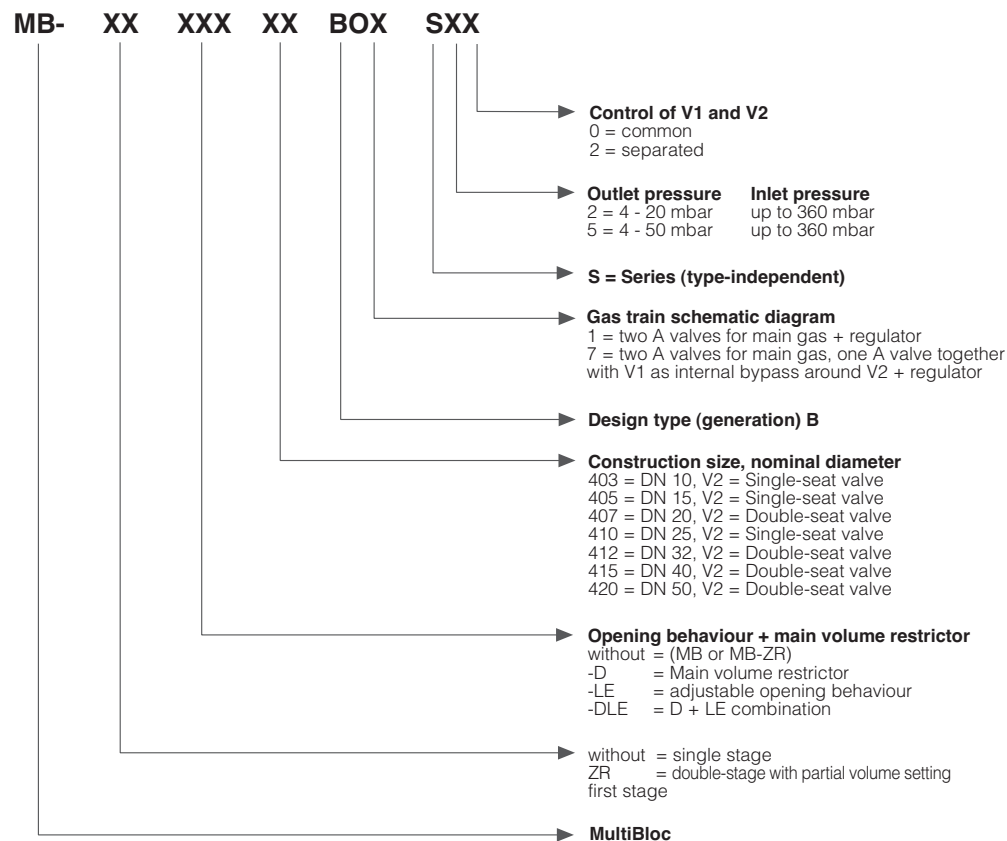 MB- XX XXX XX BOX SXX
Control of V1 and V2
0 = common
2 = separated
Outlet pressure Inlet pressure
2 = 4 - 20 mbar up to 360 mbar
5 = 4 - 50 mbar up to 360 mbar
S = Series (type-independent)
Gas train schematic diagram
1 = two A valves for main gas + regulator
7 = two A valves for main gas, one A valve together
with V1 as internal bypass around V2 + regulator
Design type (generation) B
Construction size, nominal diameter
403 = DN 10, V2 = Single-seat valve
405 = DN 15, V2 = Single-seat valve
407 = DN 20, V2 = Double-seat valve
410 = DN 25, V2 = Single-seat valve
412 = DN 32, V2 = Double-seat valve
415 = DN 40, V2 = Double-seat valve
420 = DN 50, V2 = Double-seat valve
Opening behaviour + main volume restrictor
without = (MB or MB-ZR)
-D = Main volume restrictor
-LE = adjustable opening behaviour
-DLE = D + LE combination
without = single stage
ZR = double-stage with partial volume setting
first stage
MultiBloc